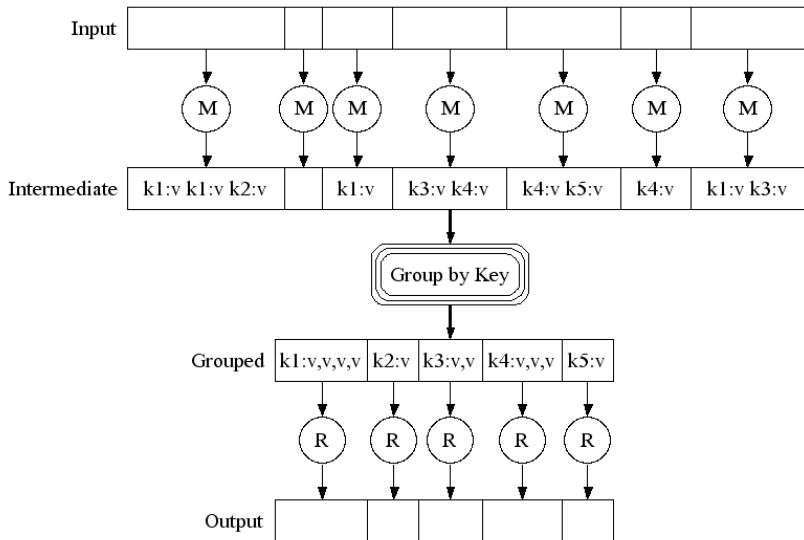 Input
M M M M M M M
Intermediate k1:v k1:v k2:v k1:v k3:v k4:v k4:v k5:v k4:v k1:v k3:v
Group by Key
Grouped k1:v,v,v,v k2:v k3:v,v k4:v,v,v k5:v
R R R R R
Output